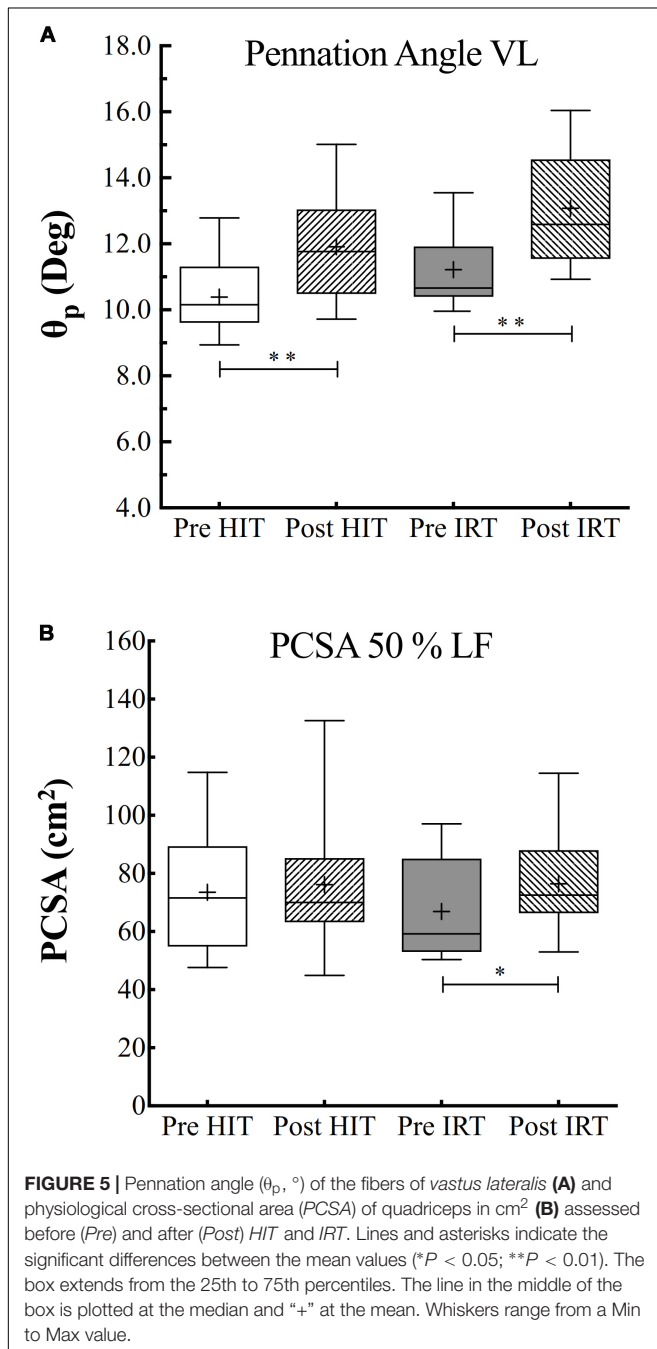 A
Pennation Angle VL
18.0
16.0
14.0
12.0
10.0
8.0
6.0
4.0
θp (Deg)
* *
* *
Pre HIT Post HIT Pre IRT Post IRT
B
PCSA 50 % LF
160
140
120
100
80
60
40
20
0
PCSA (cm²)
*
Pre HIT Post HIT Pre IRT Post IRT
FIGURE 5 | Pennation angle (θp, °) of the fibers of vastus lateralis (A) and
physiological cross-sectional area (PCSA) of quadriceps in cm² (B) assessed
before (Pre) and after (Post) HIT and IRT. Lines and asterisks indicate the
significant differences between the mean values (*P < 0.05; **P < 0.01). The
box extends from the 25th to 75th percentiles. The line in the middle of the
box is plotted at the median and “+” at the mean. Whiskers range from a Min
to Max value.